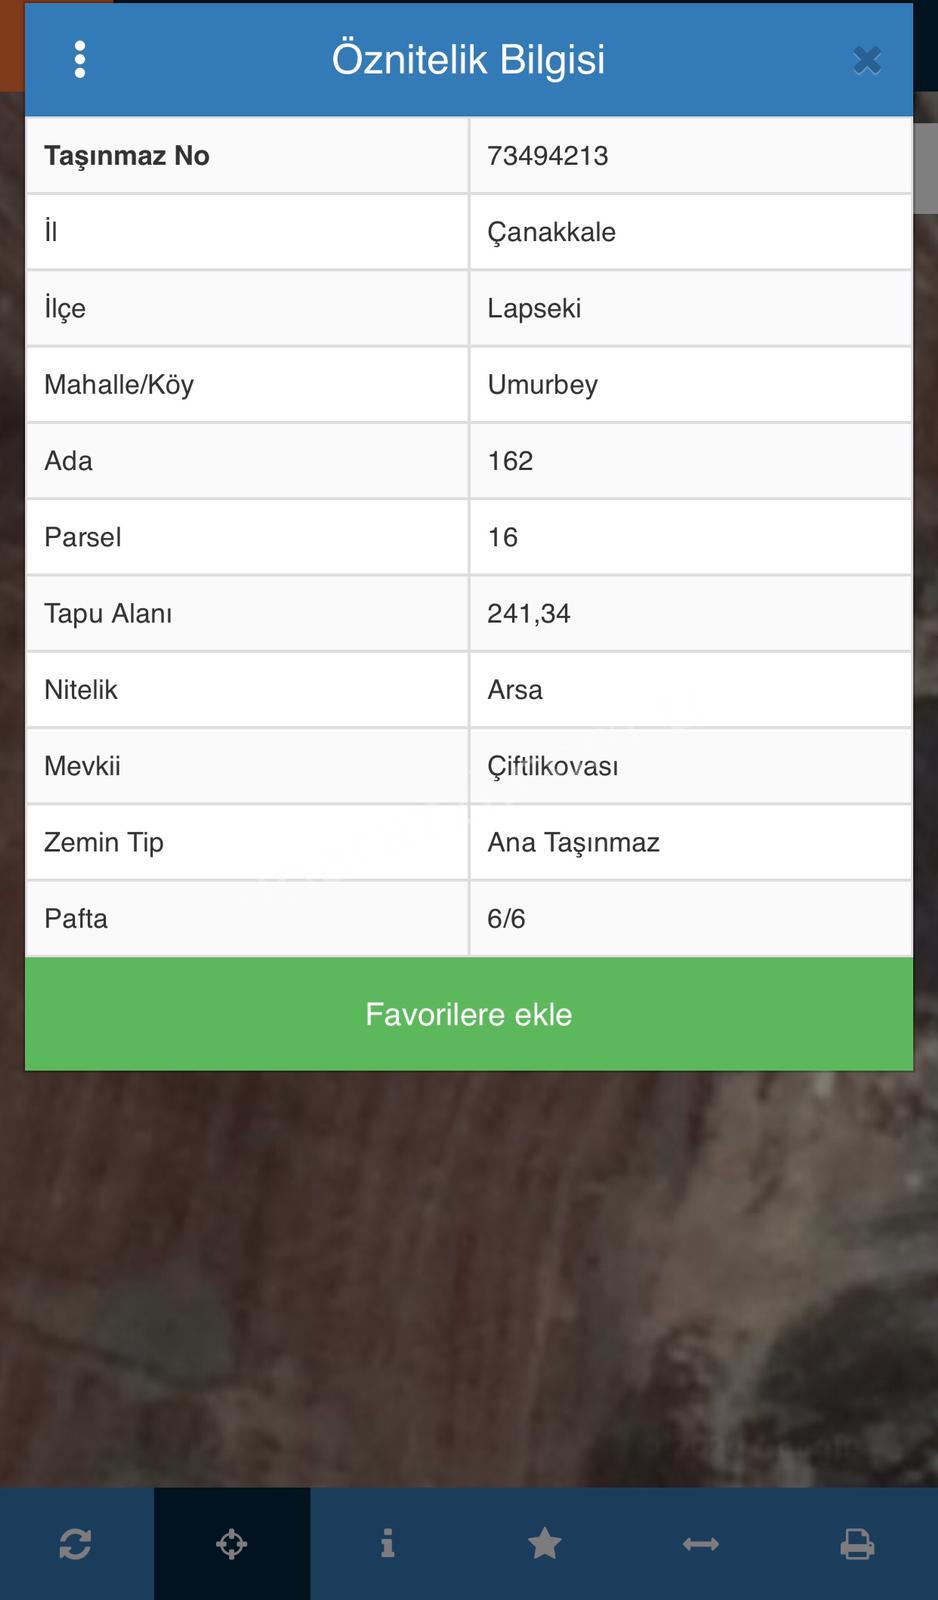 Öznitelik Bilgisi
Taşınmaz No 73494213
İl Çanakkale
İlçe Lapseki
Mahalle/Köy Umurbey
Ada 162
Parsel 16
Tapu Alanı 241,34
Nitelik Arsa
Mevkii Çiftlikovası
Zemin Tip Ana Taşınmaz
Pafta 6/6
Favorilere ekle